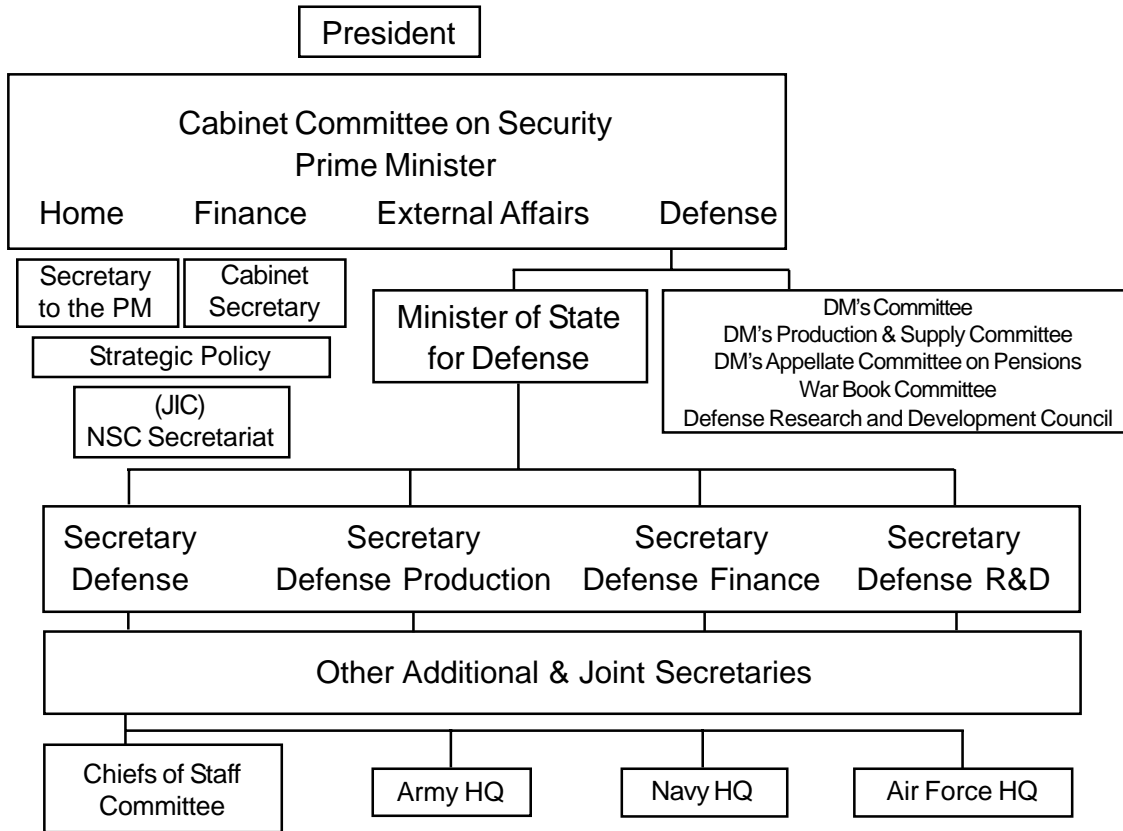 President
Cabinet Committee on Security
Prime Minister
Home Finance External Affairs Defense
Secretary
to the PM
Cabinet
Secretary
Strategic Policy
(JIC)
NSC Secretariat
Minister of State
for Defense
DM's Committee
DM's Production & Supply Committee
DM's Appellate Committee on Pensions
War Book Committee
Defense Research and Development Council
Secretary
Defense
Secretary
Defense Production
Secretary
Defense Finance
Secretary
Defense R&D
Other Additional & Joint Secretaries
Chiefs of Staff
Committee
Army HQ
Navy HQ
Air Force HQ